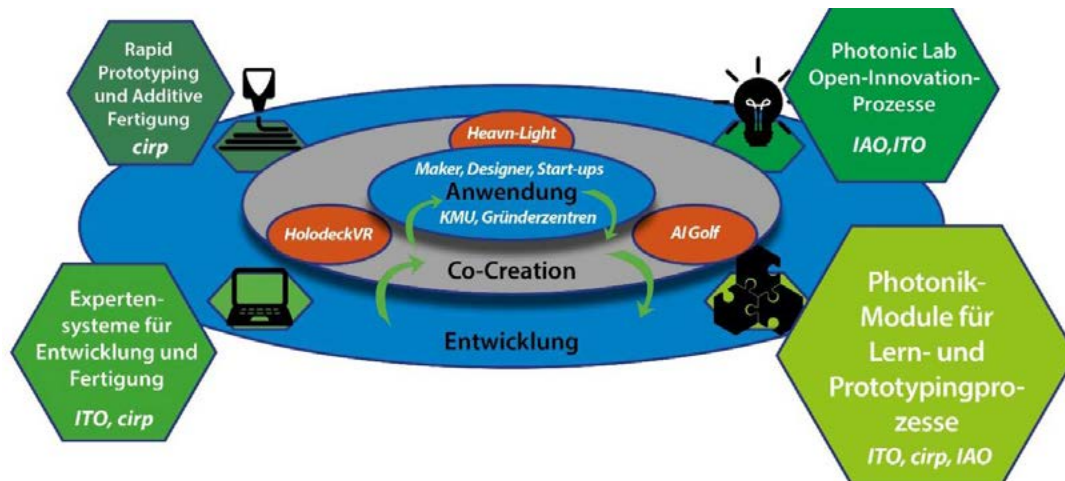 Rapid
Prototyping
und Additive
Fertigung
cirp
Photonic Lab
Open-Innovation-
Prozesse
IAO,ITO
Heavn-Light
Maker, Designer, Start-ups
Anwendung
KMU, Gründerzentren
HolodeckVR
AI Golf
Co-Creation
Entwicklung
Experten-
systeme für
Entwicklung und
Fertigung
ITO, cirp
Photonik-
Module für
Lern- und
Prototypingpro-
zesse
ITO, cirp, IAO